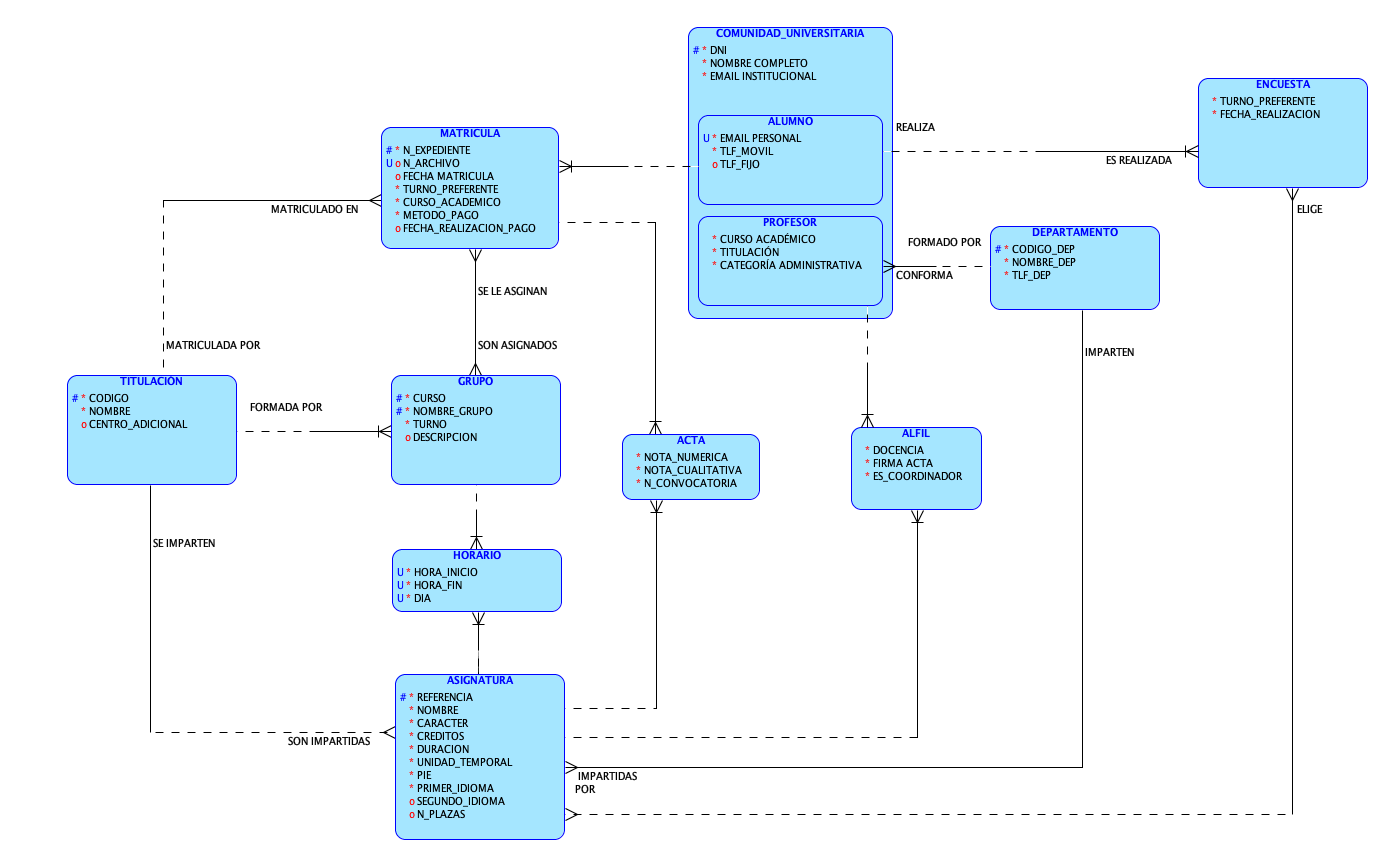 COMUNIDAD_UNIVERSITARIA
# * DNI
* NOMBRE COMPLETO
* EMAIL INSTITUCIONAL
ALUMNO
U * EMAIL PERSONAL
* TLF_MOVIL
o TLF_FIJO
PROFESOR
* CURSO ACADÉMICO
* TITULACIÓN
* CATEGORÍA ADMINISTRATIVA
REALIZA
ES REALIZADA
ENCUESTA
* TURNO_PREFERENTE
* FECHA_REALIZACION
ELIGE
MATRICULA
# * N_EXPEDIENTE
U o N_ARCHIVO
o FECHA MATRICULA
* TURNO_PREFERENTE
* CURSO_ACADEMICO
* METODO_PAGO
o FECHA_REALIZACION_PAGO
MATRICULADO EN
MATRICULADA POR
SE LE ASGINAN
SON ASIGNADOS
FORMADO POR
CONFORMA
DEPARTAMENTO
# * CODIGO_DEP
* NOMBRE_DEP
* TLF_DEP
IMPARTEN
TITULACIÓN
# * CODIGO
* NOMBRE
o CENTRO_ADICIONAL
FORMADA POR
GRUPO
# * CURSO
# * NOMBRE_GRUPO
* TURNO
o DESCRIPCION
ACTA
* NOTA_NUMERICA
* NOTA_CUALITATIVA
* N_CONVOCATORIA
ALFIL
* DOCENCIA
* FIRMA ACTA
* ES_COORDINADOR
SE IMPARTEN
HORARIO
U * HORA_INICIO
U * HORA_FIN
U * DIA
SON IMPARTIDAS
ASIGNATURA
# * REFERENCIA
* NOMBRE
* CARACTER
* CREDITOS
* DURACION
* UNIDAD_TEMPORAL
* PIE
* PRIMER_IDIOMA
o SEGUNDO_IDIOMA
o N_PLAZAS
IMPARTIDAS
POR